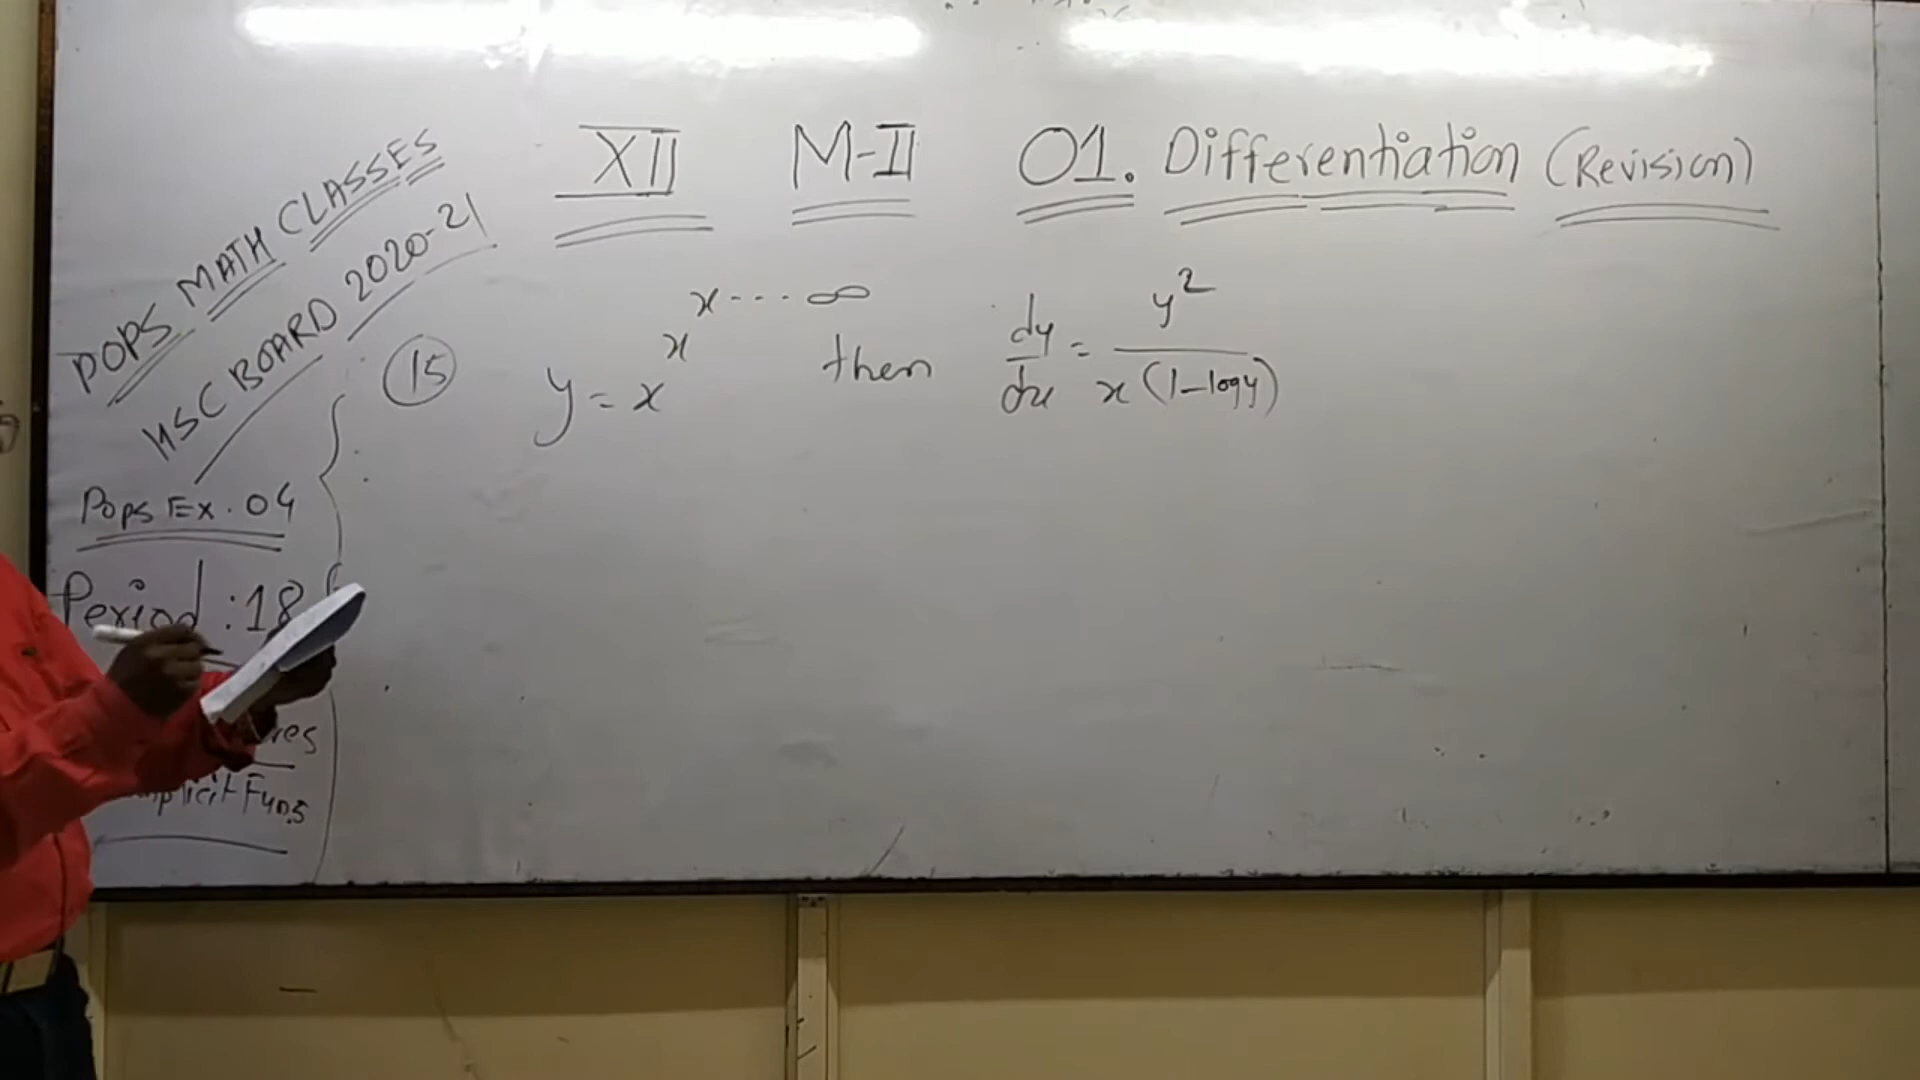 XII M-II 01. Differentiation (Revision)
POPS MATH CLASSES
HSC BOARD 2020-21
Pops Ex. 04
Period : 18
Funs
(15) y = x^x^x----∞ then dy/dx = y²/x(1-logy)